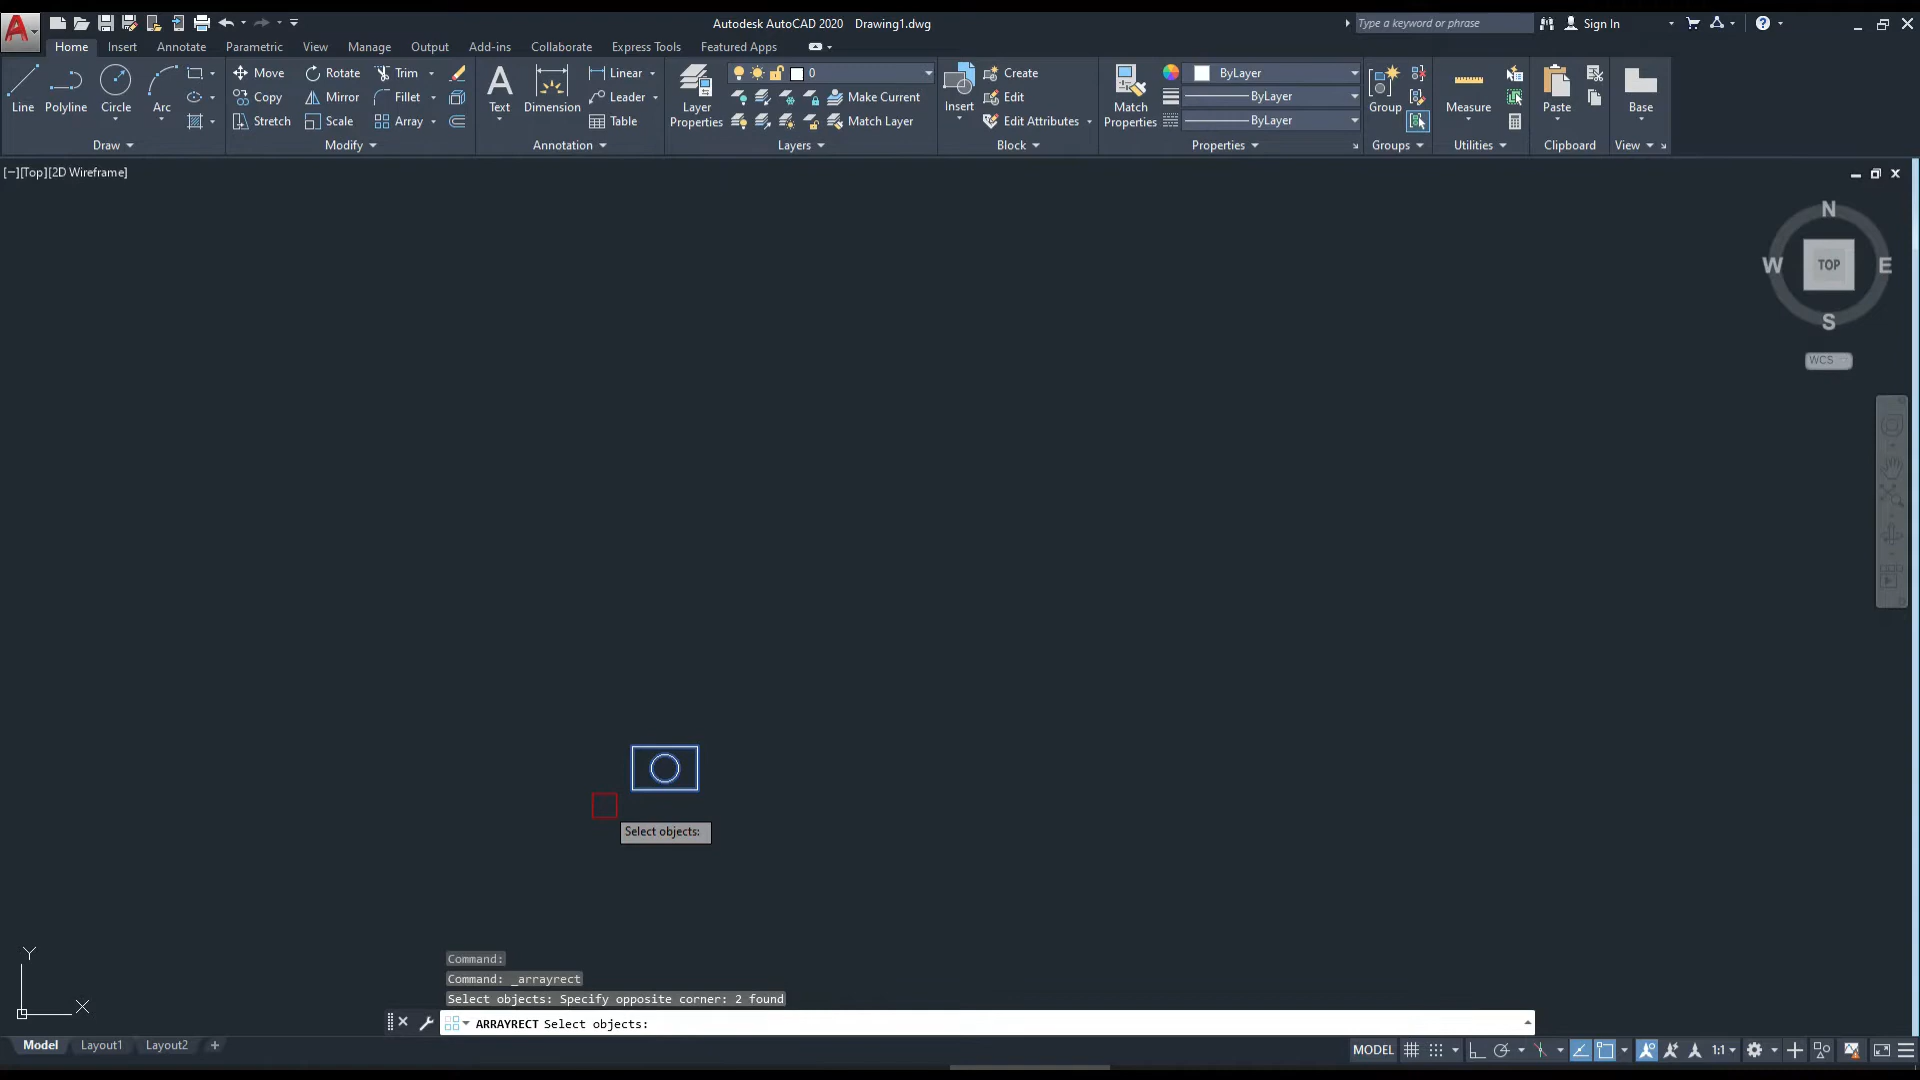 Autodesk AutoCAD 2020 Drawing1.dwg
Type a keyword or phrase
Sign In
Home Insert Annotate Parametric View Manage Output Add-ins Collaborate Express Tools Featured Apps
Line Polyline Circle Arc
Move Rotate Trim
Copy Mirror Fillet
Stretch Scale Array
Text Dimension
Linear
Leader
Table
Layer Properties
0
Make Current
Match Layer
Insert
Create
Edit
Edit Attributes
Match Properties
ByLayer
ByLayer
ByLayer
Group
Measure
Paste
Base
Draw Modify Annotation Layers Block Properties Groups Utilities Clipboard View
[−][Top][2D Wireframe]
N
W TOP E
S
WCS
Select objects:
Y
X
Command:
Command: _arrayrect
Select objects: Specify opposite corner: 2 found
ARRAYRECT Select objects:
Model Layout1 Layout2 +
MODEL 1:1